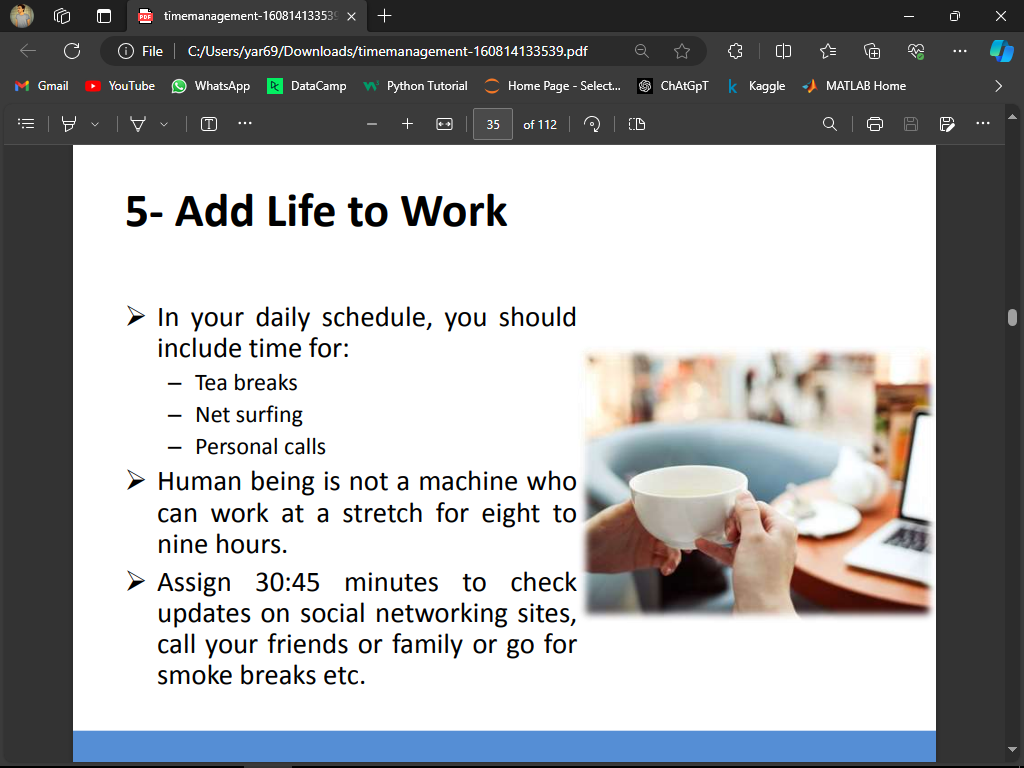 timemanagement-16081413353
File
C:/Users/yar69/Downloads/timemanagement-160814133539.pdf
Gmail
YouTube
WhatsApp
DataCamp
Python Tutorial
Home Page - Select...
ChAtGpT
Kaggle
MATLAB Home
35
of 112
5- Add Life to Work
➢ In your daily schedule, you should
include time for:
– Tea breaks
– Net surfing
– Personal calls
➢ Human being is not a machine who
can work at a stretch for eight to
nine hours.
➢ Assign 30:45 minutes to check
updates on social networking sites,
call your friends or family or go for
smoke breaks etc.